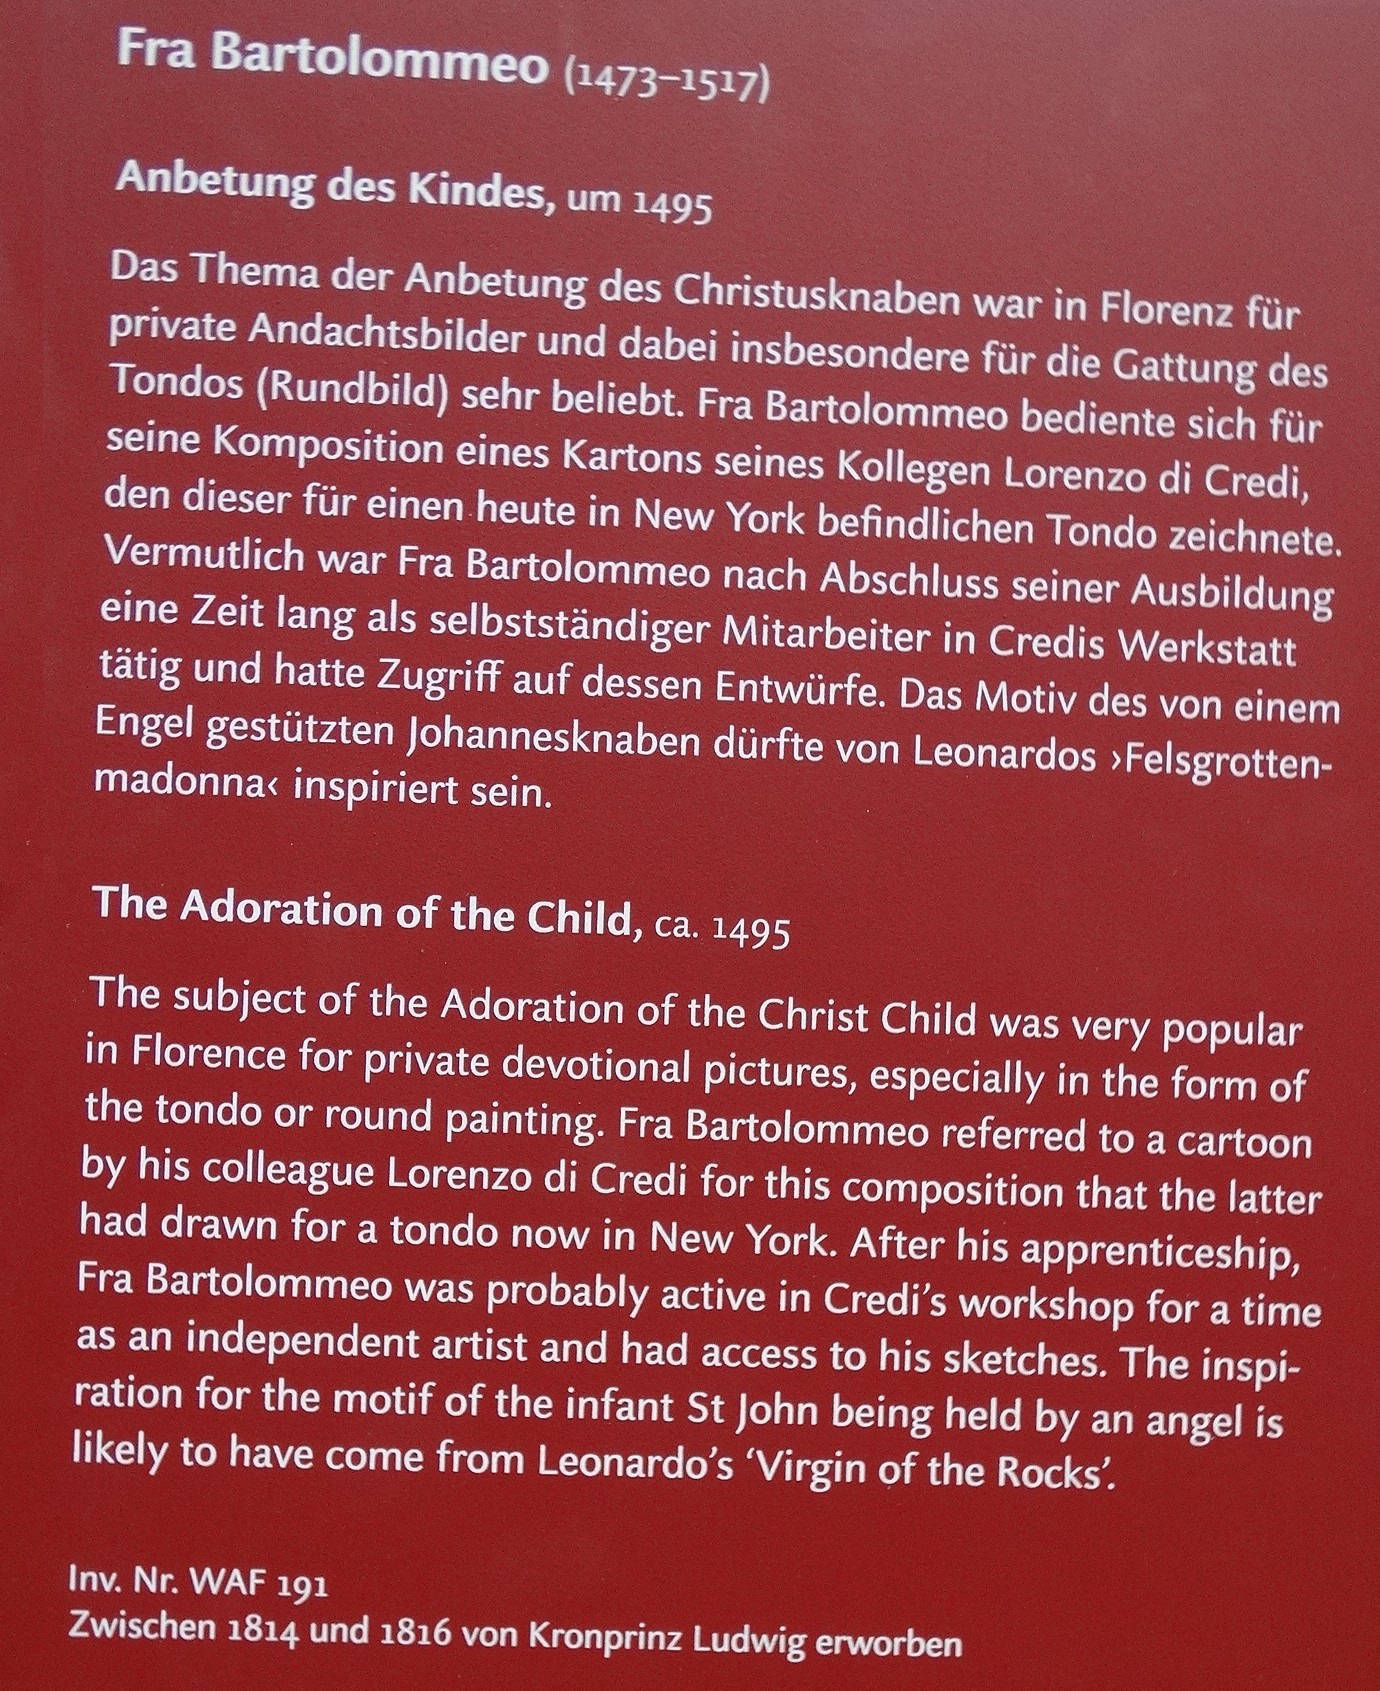 Fra Bartolommeo (1473–1517)
Anbetung des Kindes, um 1495
Das Thema der Anbetung des Christusknaben war in Florenz für
private Andachtsbilder und dabei insbesondere für die Gattung des
Tondos (Rundbild) sehr beliebt. Fra Bartolommeo bediente sich für
seine Komposition eines Kartons seines Kollegen Lorenzo di Credi,
den dieser für einen heute in New York befindlichen Tondo zeichnete.
Vermutlich war Fra Bartolommeo nach Abschluss seiner Ausbildung
eine Zeit lang als selbstständiger Mitarbeiter in Credis Werkstatt
tätig und hatte Zugriff auf dessen Entwürfe. Das Motiv des von einem
Engel gestützten Johannesknaben dürfte von Leonardos ›Felsgrotten-
madonna‹ inspiriert sein.
The Adoration of the Child, ca. 1495
The subject of the Adoration of the Christ Child was very popular
in Florence for private devotional pictures, especially in the form of
the tondo or round painting. Fra Bartolommeo referred to a cartoon
by his colleague Lorenzo di Credi for this composition that the latter
had drawn for a tondo now in New York. After his apprenticeship,
Fra Bartolommeo was probably active in Credi’s workshop for a time
as an independent artist and had access to his sketches. The inspi-
ration for the motif of the infant St John being held by an angel is
likely to have come from Leonardo’s ‘Virgin of the Rocks’.
Inv. Nr. WAF 191
Zwischen 1814 und 1816 von Kronprinz Ludwig erworben